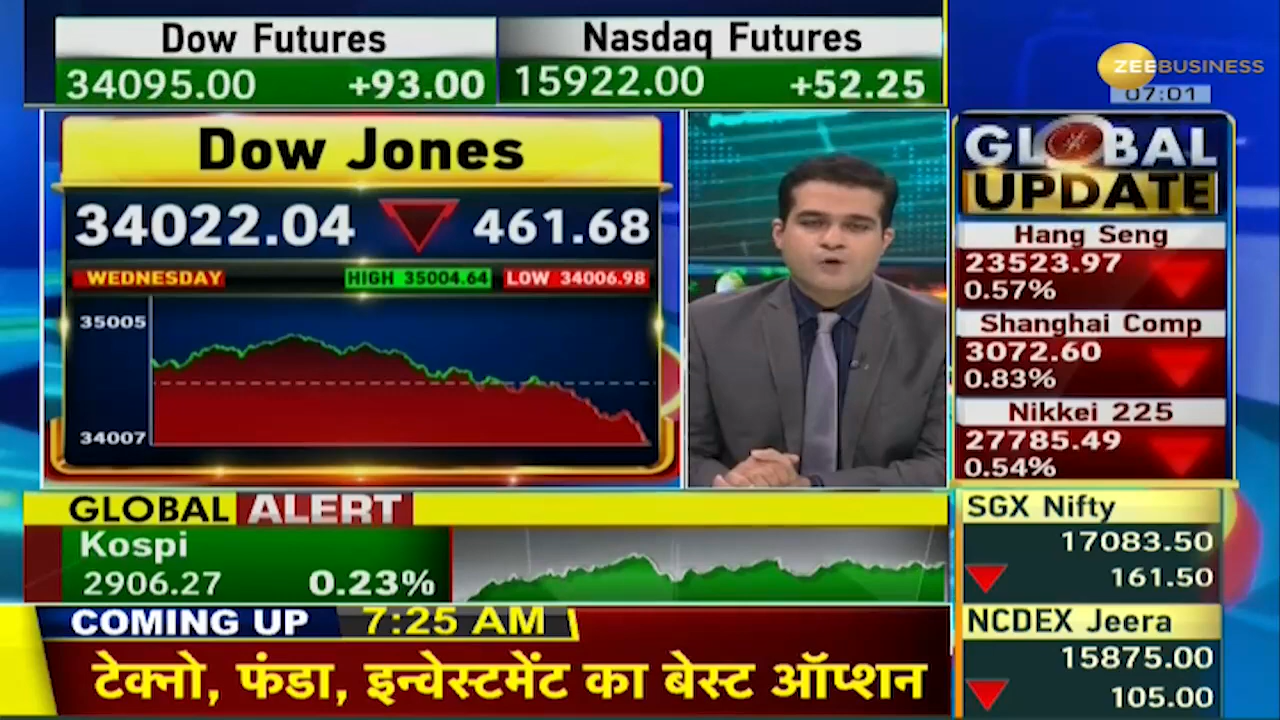 Dow Futures
34095.00 +93.00
Nasdaq Futures
15922.00 +52.25
ZEEBUSINESS
07:01
Dow Jones
34022.04 461.68
WEDNESDAY HIGH 35004.64 LOW 34006.98
35005
34007
GLOBAL
UPDATE
Hang Seng
23523.97
0.57%
Shanghai Comp
3072.60
0.83%
Nikkei 225
27785.49
0.54%
GLOBAL ALERT
Kospi
2906.27 0.23%
SGX Nifty
17083.50
161.50
NCDEX Jeera
15875.00
105.00
COMING UP 7:25 AM
टेक्नो, फंडा, इन्वेस्टमेंट का बेस्ट ऑप्शन